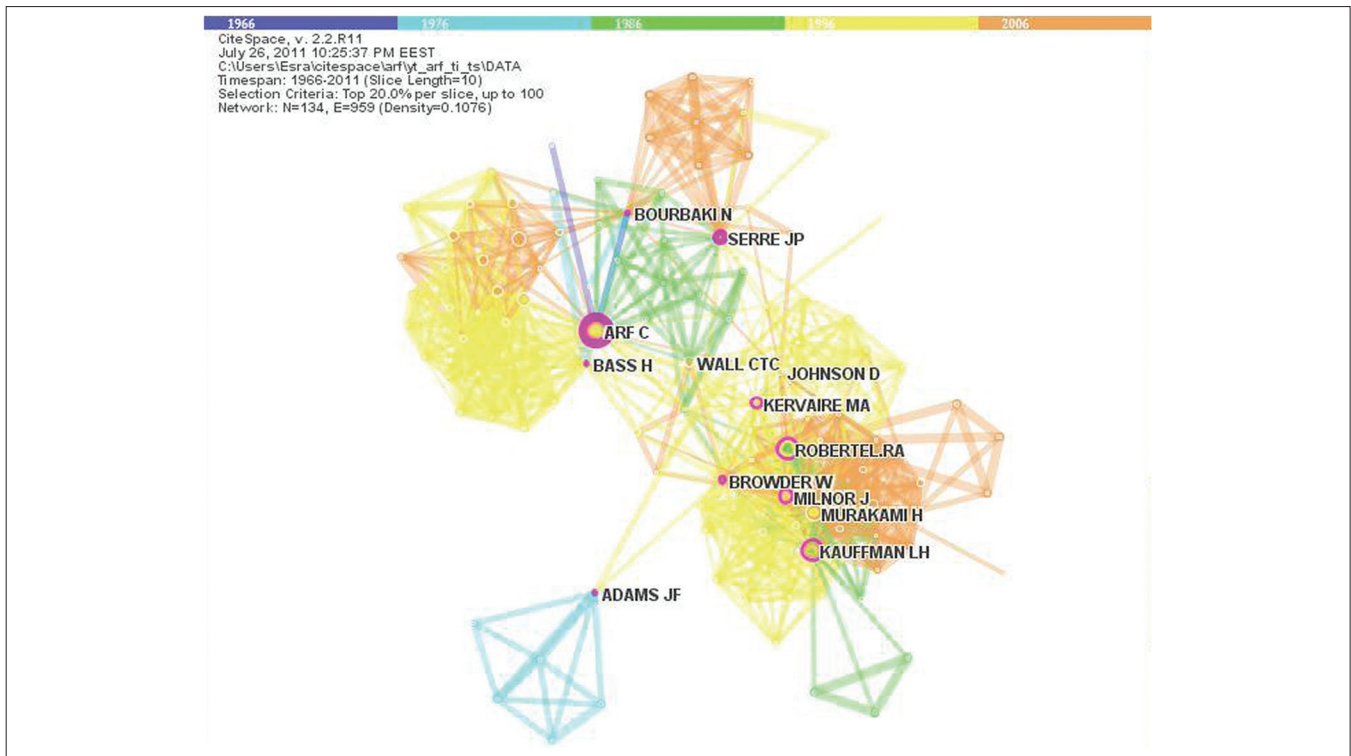 1966 1976 1986 1996 2006
CiteSpace, v. 2.2.R11
July 26, 2011 10:25:37 PM EEST
C:\Users\Esra\citespace\arf\yt_arf_ti_ts\DATA
Timespan: 1966-2011 (Slice Length=10)
Selection Criteria: Top 20.0% per slice, up to 100
Network: N=134, E=959 (Density=0.1076)
BOURBAKI N
SERRE JP
ARF C
BASS H
WALL CTC
JOHNSON D
KERVAIRE MA
ROBERTEL.RA
BROWDER W
MILNOR J
MURAKAMI H
KAUFFMAN LH
ADAMS JF